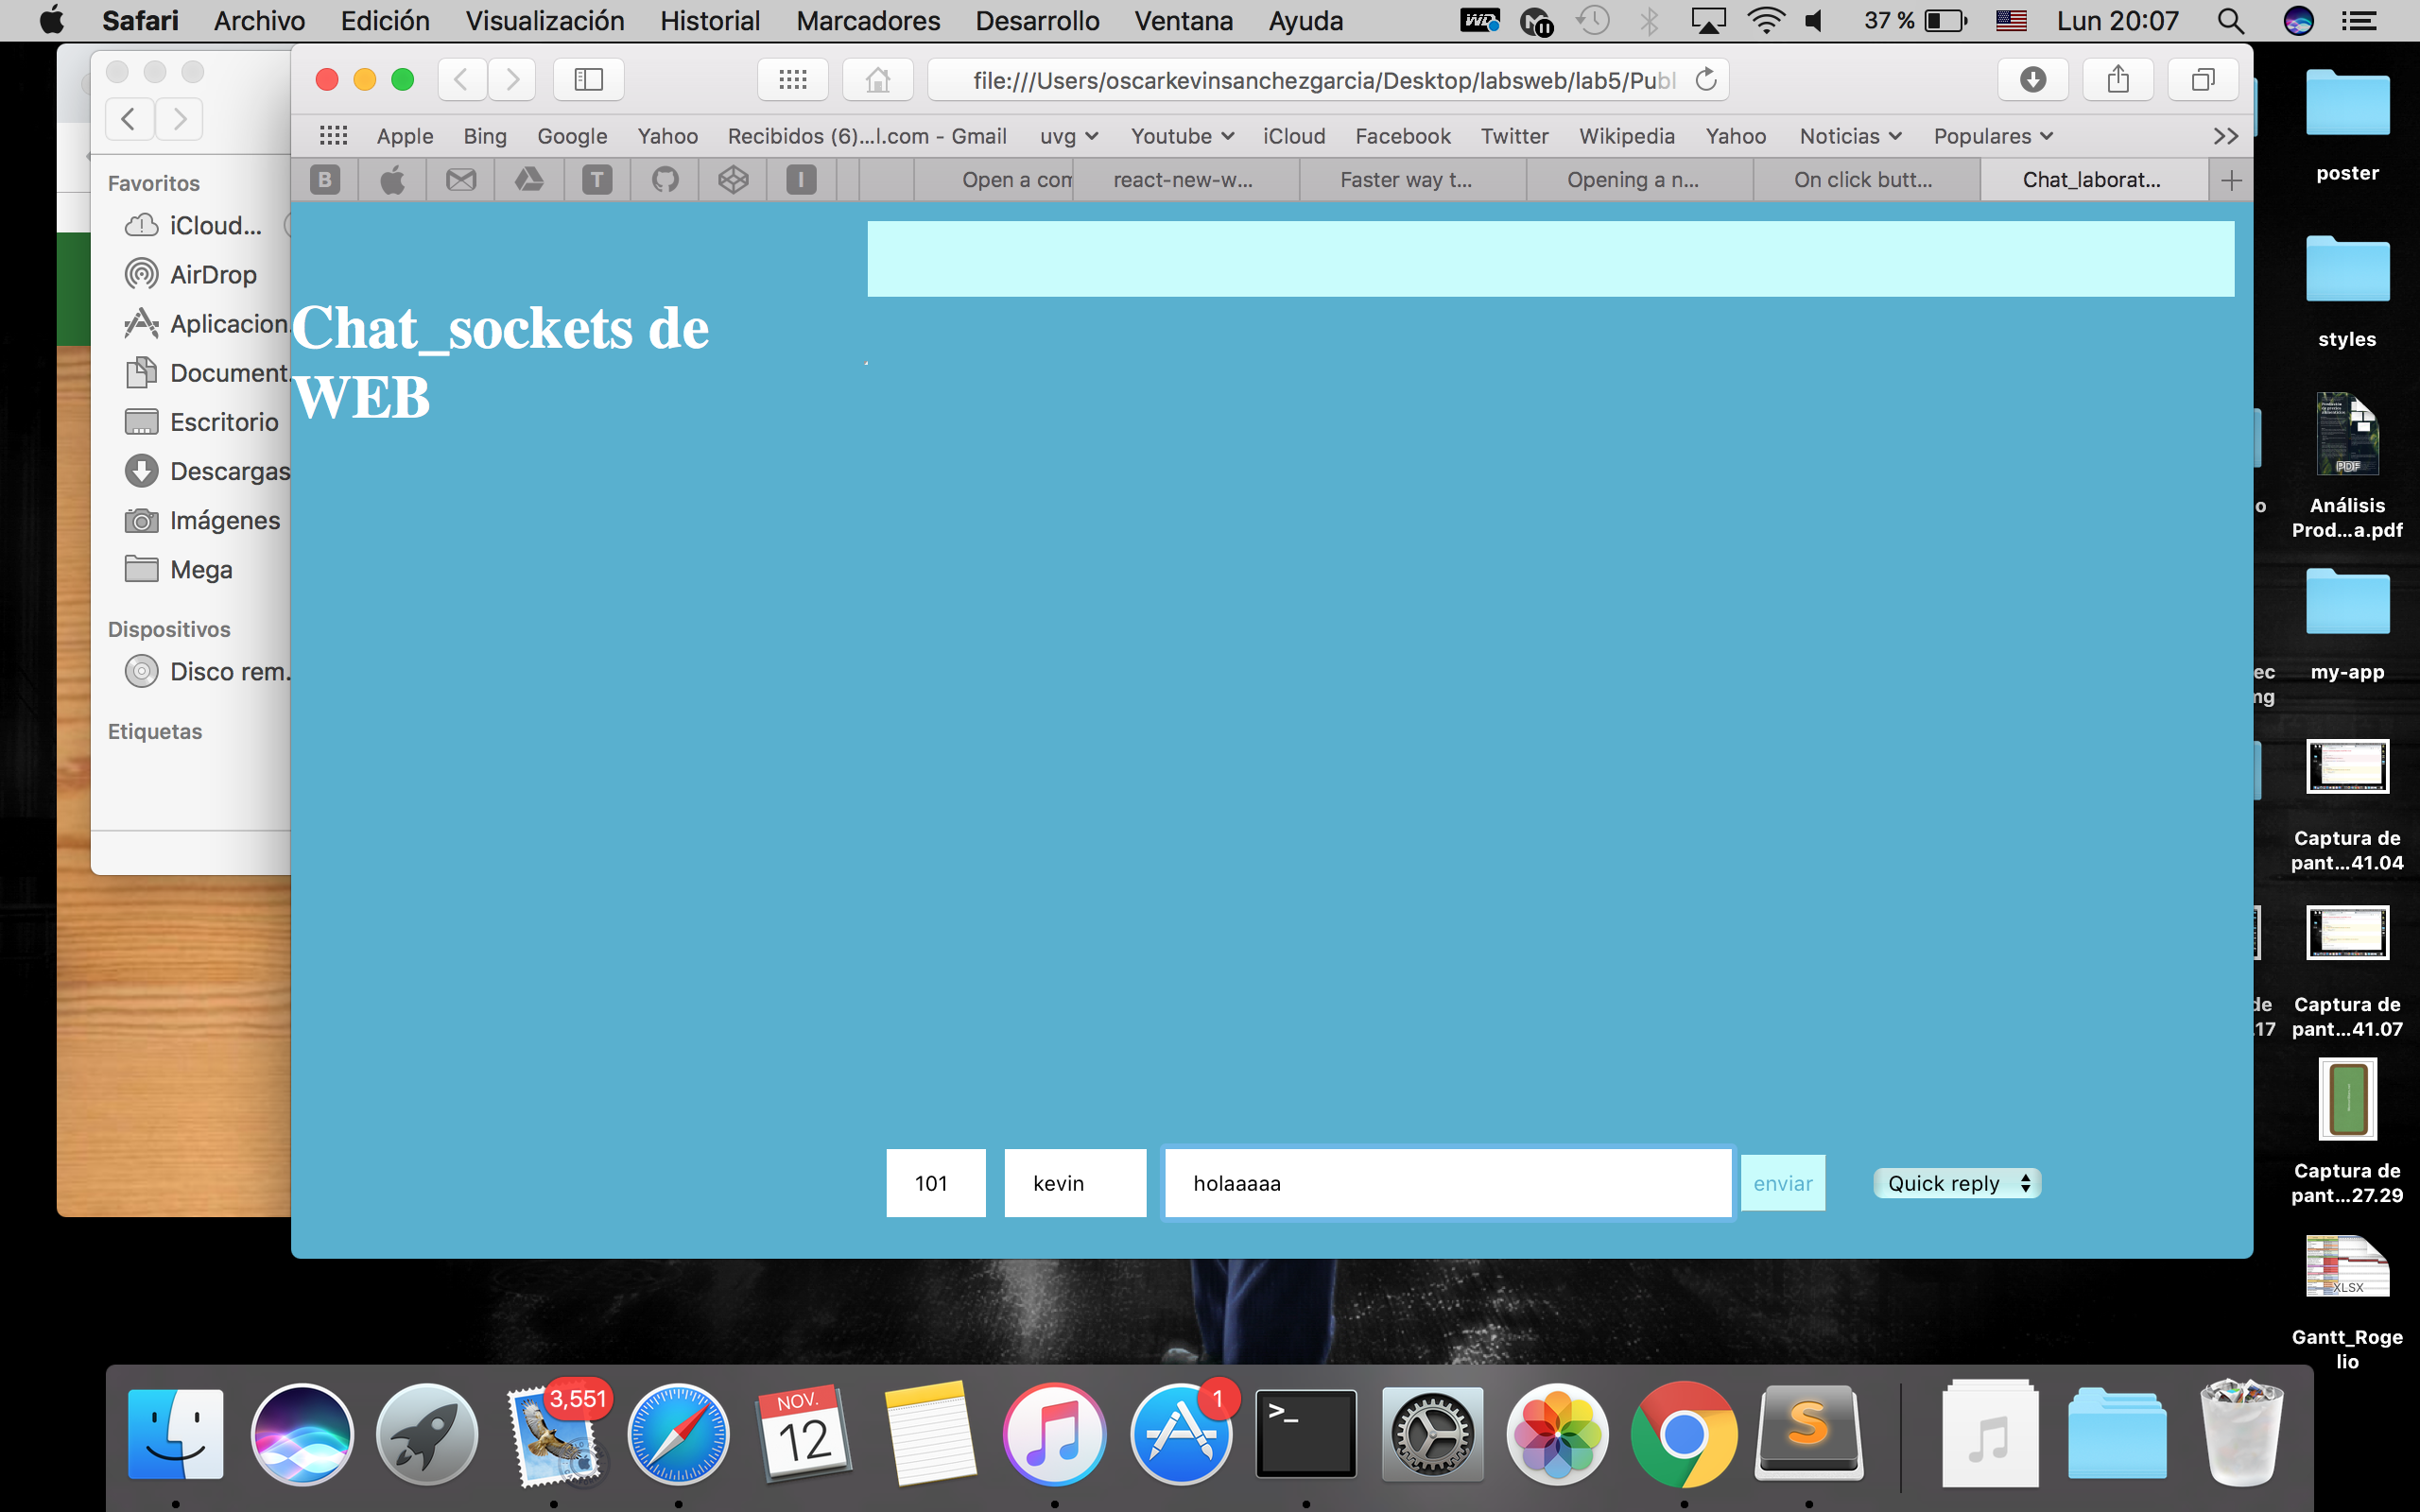 Safari Archivo Edición Visualización Historial Marcadores Desarrollo Ventana Ayuda 37 % Lun 20:07
file:///Users/oscarkevinsanchezgarcia/Desktop/labsweb/lab5/Publ
Apple Bing Google Yahoo Recibidos (6)...l.com - Gmail uvg Youtube iCloud Facebook Twitter Wikipedia Yahoo Noticias Populares
B T I Open a com react-new-w... Faster way t... Opening a n... On click butt... Chat_laborat...
Favoritos
iCloud...
AirDrop
Aplicacion
Document
Escritorio
Descargas
Imágenes
Mega
Dispositivos
Disco rem.
Etiquetas
Chat_sockets de
WEB
101 kevin holaaaaa enviar Quick reply
poster
styles
PDF
Análisis
Prod...a.pdf
my-app
Captura de
pant...41.04
Captura de
pant...41.07
Captura de
pant...27.29
XLSX
Gantt_Roge
lio
3,551
NOV.
12
1
>_
S